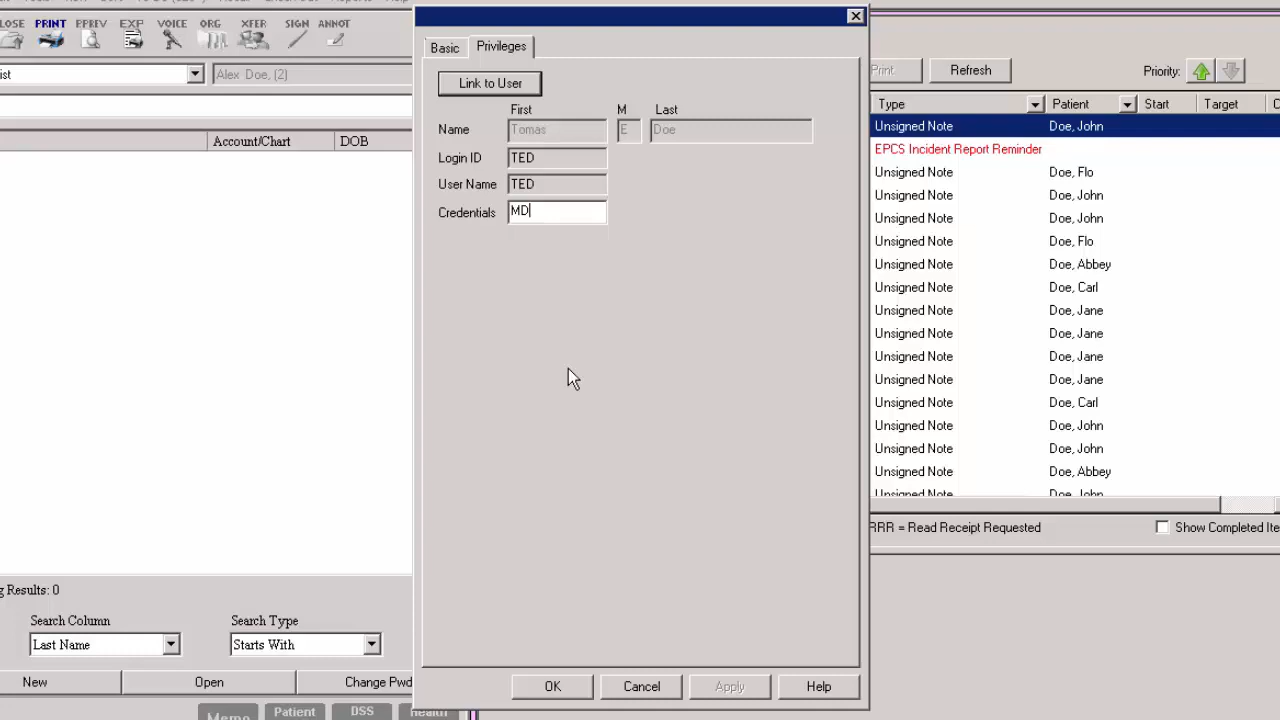 CLOSE PRINT PREV EXP VOICE ORG XFER SIGN ANNOT
ist
Alex Doe, (2)
Account/Chart DOB
g Results: 0
Search Column Search Type
Last Name Starts With
New Open Change Pwd
Memo Patient DSS Health
Basic Privileges
Link to User
First M Last
Name Tomas E Doe
Login ID TED
User Name TED
Credentials MD
OK Cancel Apply Help
Print Refresh Priority:
Type Patient Start Target C
Unsigned Note Doe, John
EPCS Incident Report Reminder
Unsigned Note Doe, Flo
Unsigned Note Doe, John
Unsigned Note Doe, John
Unsigned Note Doe, Flo
Unsigned Note Doe, Abbey
Unsigned Note Doe, Carl
Unsigned Note Doe, Jane
Unsigned Note Doe, Jane
Unsigned Note Doe, Jane
Unsigned Note Doe, Jane
Unsigned Note Doe, Carl
Unsigned Note Doe, John
Unsigned Note Doe, John
Unsigned Note Doe, Abbey
Unsigned Note Doe, John
RRR = Read Receipt Requested Show Completed Ite